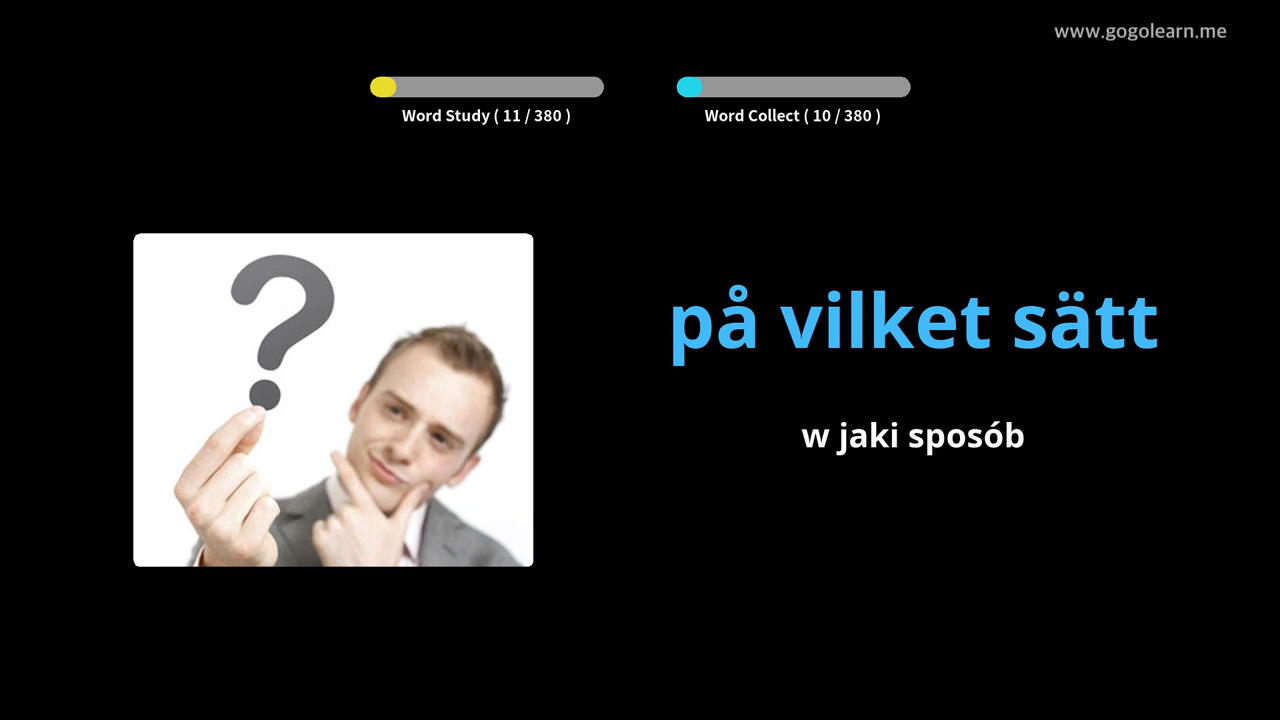 www.gogolearn.me
Word Study ( 11 / 380 )
Word Collect ( 10 / 380 )
på vilket sätt
w jaki sposób